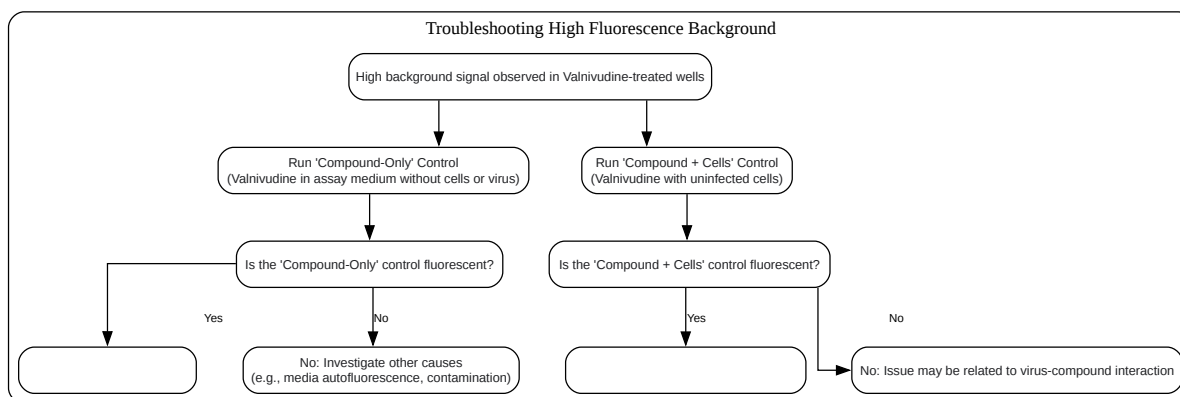 Troubleshooting High Fluorescence Background
High background signal observed in Valnivudine-treated wells
Run 'Compound-Only' Control
(Valnivudine in assay medium without cells or virus)
Run 'Compound + Cells' Control
(Valnivudine with uninfected cells)
Is the 'Compound-Only' control fluorescent?
Is the 'Compound + Cells' control fluorescent?
Yes
No
Yes
No
No: Investigate other causes
(e.g., media autofluorescence, contamination)
No: Issue may be related to virus-compound interaction